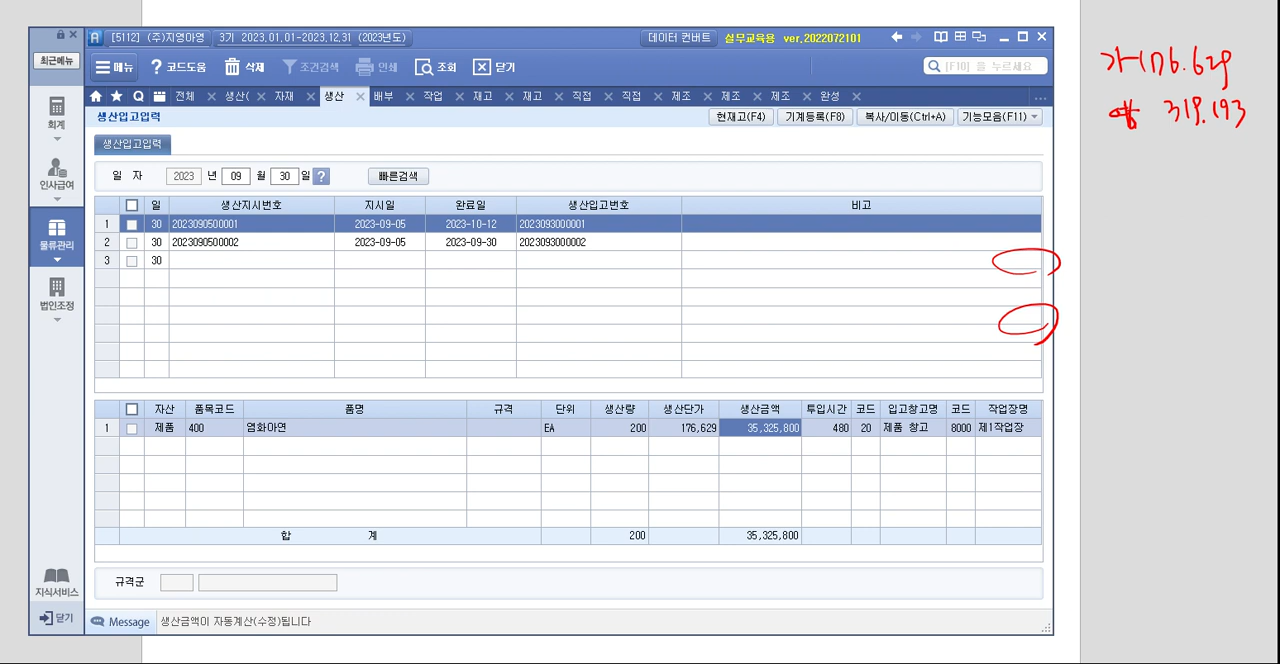 [5112] (주)지영아영 3기 2023.01.01~2023.12.31 (2023년도) 데이터 컨버트 실무교육용 ver.2022072101
최근메뉴 메뉴 코드도움 삭제 조건검색 인쇄 조회 닫기 [F10] 을 누르세요
전체 생산( 자재 생산 배부 작업 재고 재고 직접 직접 제조 제조 제조 완성 ...
생산입고입력 현재고(F4) 기계등록(F8) 복사/이동(Ctrl+A) 기능모음(F11)
회계
인사급여
물류관리
법인조정
지식서비스
닫기
생산입고입력
일 자 2023 년 09 월 30 일 ? 빠른검색
일 생산지시번호 지시일 완료일 생산입고번호 비고
1 30 2023090500001 2023-09-05 2023-10-12 2023093000001
2 30 2023090500002 2023-09-05 2023-09-30 2023093000002
3 30
자산 품목코드 품명 규격 단위 생산량 생산단가 생산금액 투입시간 코드 입고창고명 코드 작업장명
1 제품 400 염화아연 EA 200 176,629 35,325,800 480 20 제품 창고 8000 제1작업장
합 계 200 35,325,800
규격군
Message 생산금액이 자동계산(수정)됩니다
176.629
319.193